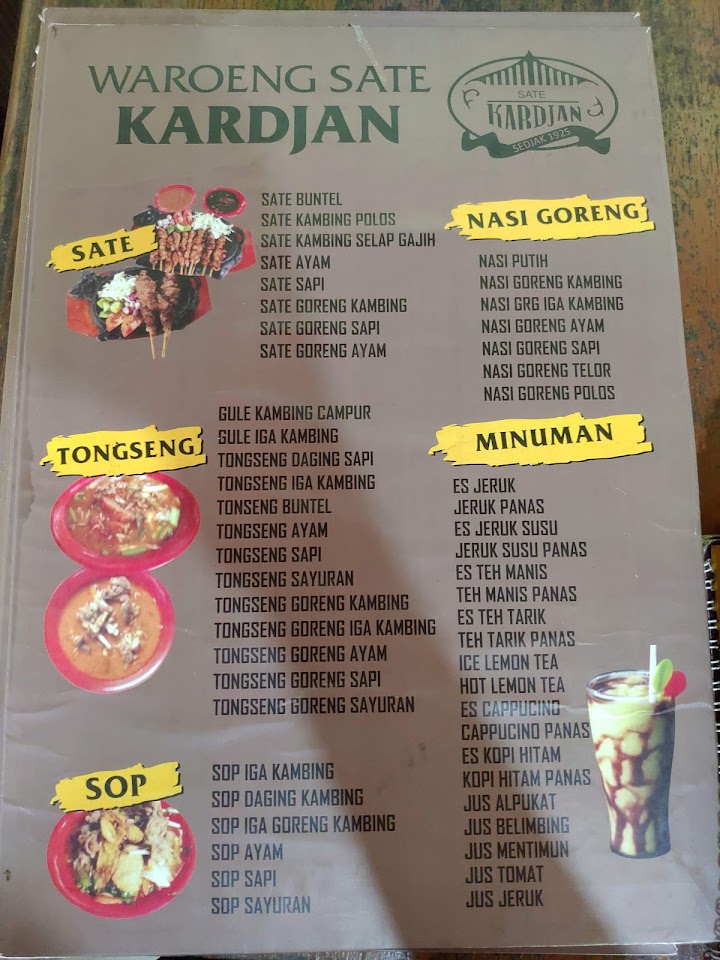 WAROENG SATE
KARDJAN
SATE
KARDJAN
SEDJAK 1925
SATE
SATE BUNTEL
SATE KAMBING POLOS
SATE KAMBING SELAP GAJIH
SATE AYAM
SATE SAPI
SATE GORENG KAMBING
SATE GORENG SAPI
SATE GORENG AYAM
TONGSENG
GULE KAMBING CAMPUR
GULE IGA KAMBING
TONGSENG DAGING SAPI
TONGSENG IGA KAMBING
TONSENG BUNTEL
TONGSENG AYAM
TONGSENG SAPI
TONGSENG SAYURAN
TONGSENG GORENG KAMBING
TONGSENG GORENG IGA KAMBING
TONGSENG GORENG AYAM
TONGSENG GORENG SAPI
TONGSENG GORENG SAYURAN
SOP
SOP IGA KAMBING
SOP DAGING KAMBING
SOP IGA GORENG KAMBING
SOP AYAM
SOP SAPI
SOP SAYURAN
NASI GORENG
NASI PUTIH
NASI GORENG KAMBING
NASI GRG IGA KAMBING
NASI GORENG AYAM
NASI GORENG SAPI
NASI GORENG TELOR
NASI GORENG POLOS
MINUMAN
ES JERUK
JERUK PANAS
ES JERUK SUSU
JERUK SUSU PANAS
ES TEH MANIS
TEH MANIS PANAS
ES TEH TARIK
TEH TARIK PANAS
ICE LEMON TEA
HOT LEMON TEA
ES CAPPUCINO
CAPPUCINO PANAS
ES KOPI HITAM
KOPI HITAM PANAS
JUS ALPUKAT
JUS BELIMBING
JUS MENTIMUN
JUS TOMAT
JUS JERUK